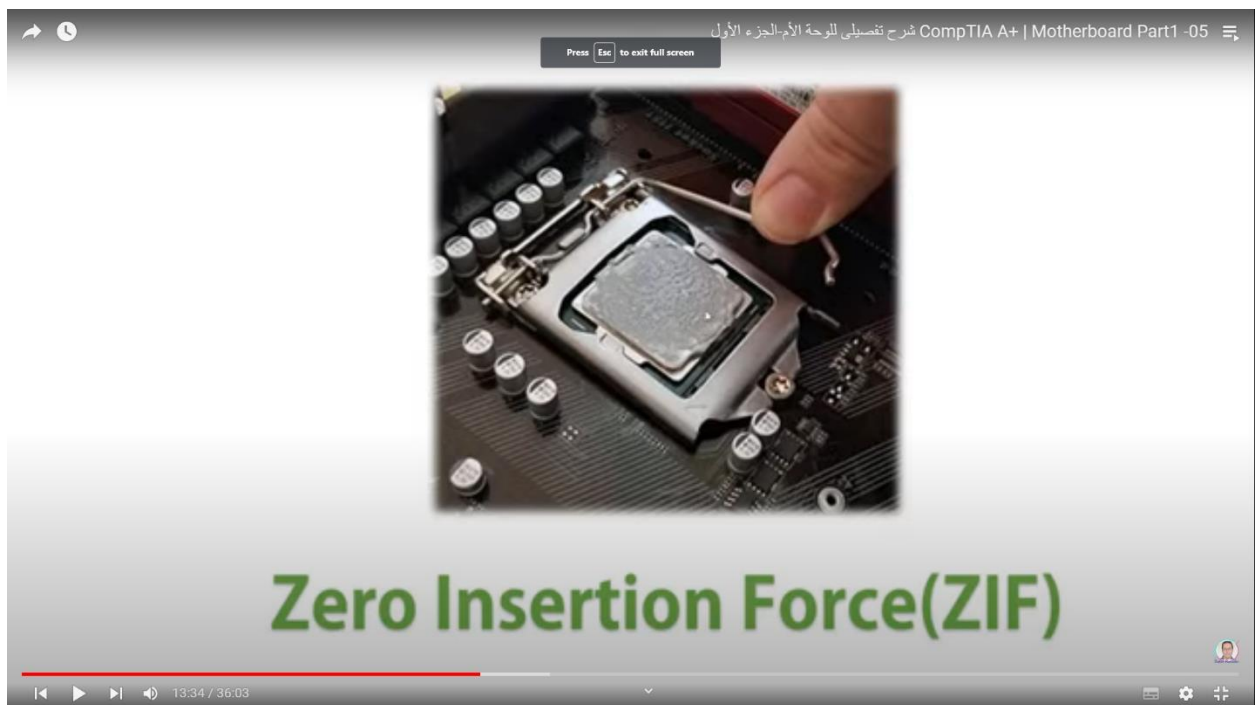 05- CompTIA A+ | Motherboard Part1 شرح تفصيلى للوحة الأم-الجزء الأول
Press Esc to exit full screen
Zero Insertion Force(ZIF)
13:34 / 36:03